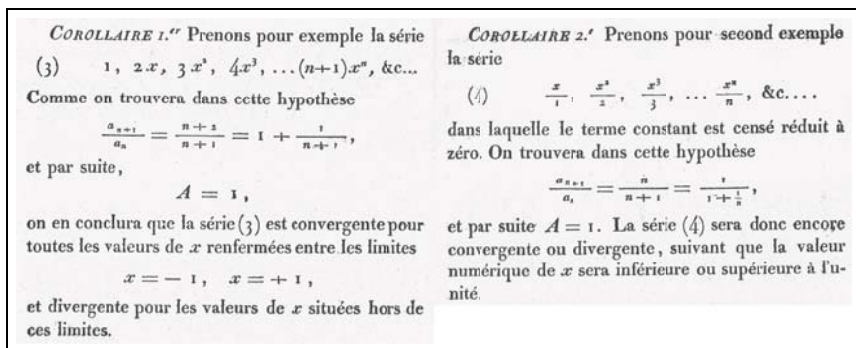 COROLLAIRE 1.er Prenons pour exemple la série
(3) 1, 2x, 3x², 4x³, ...(n+1)xⁿ, &c...
Comme on trouvera dans cette hypothèse
aₙ₊₁/aₙ = (n+2)/(n+1) = 1 + 1/(n+1),
et par suite,
A = 1,
on en conclura que la série (3) est convergente pour
toutes les valeurs de x renfermées entre les limites
x = − 1, x = + 1,
et divergente pour les valeurs de x situées hors de
ces limites.
COROLLAIRE 2.e Prenons pour second exemple
la série
(4) x/1, x²/2, x³/3, ... xⁿ/n, &c....
dans laquelle le terme constant est censé réduit à
zéro. On trouvera dans cette hypothèse
aₙ₊₁/aₙ = n/(n+1) = 1/(1+1/n),
et par suite A = 1. La série (4) sera donc encore
convergente ou divergente, suivant que la valeur
numérique de x sera inférieure ou supérieure à l'u-
nité.